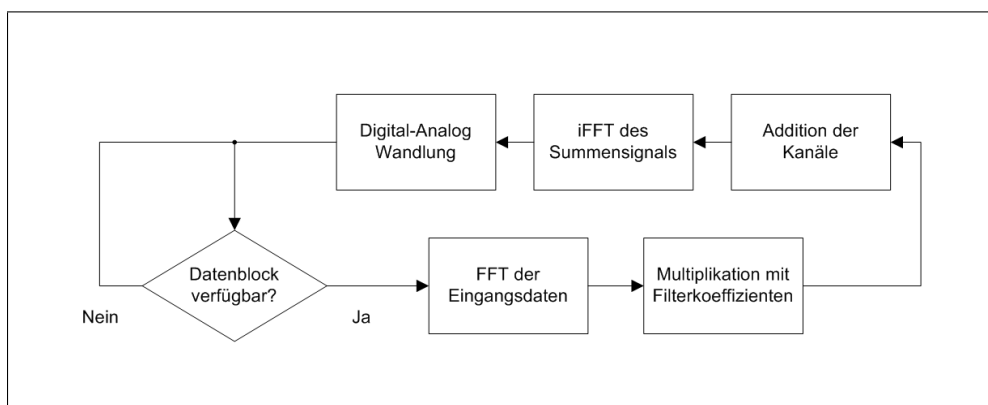 Digital-Analog
Wandlung
iFFT des
Summensignals
Addition der
Kanäle
Datenblock
verfügbar?
Nein
Ja
FFT der
Eingangsdaten
Multiplikation mit
Filterkoeffizienten